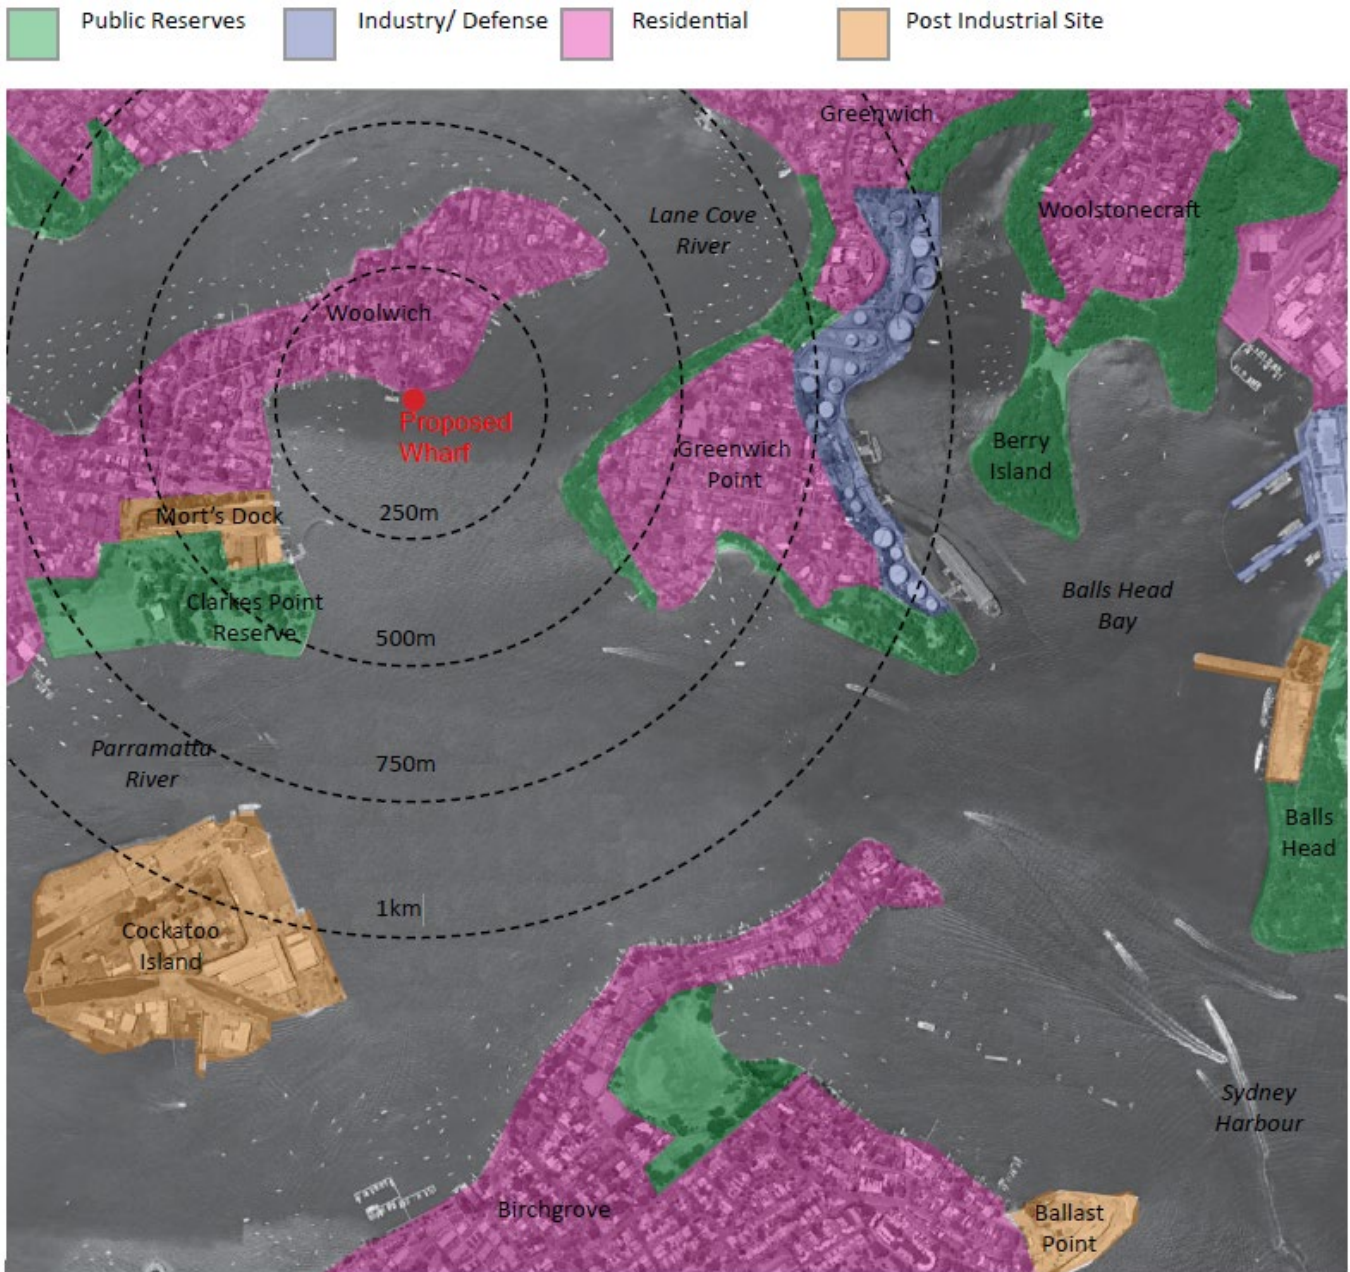 Public Reserves
Industry/ Defense
Residential
Post Industrial Site
Greenwich
Lane Cove
River
Woolstonecraft
Woolwich
Proposed
Wharf
Greenwich
Point
Berry
Island
250m
Mort's Dock
Clarkes Point
Reserve
500m
Balls Head
Bay
Parramatta
River
750m
Balls
Head
1km
Cockatoo
Island
Sydney
Harbour
Birchgrove
Ballast
Point